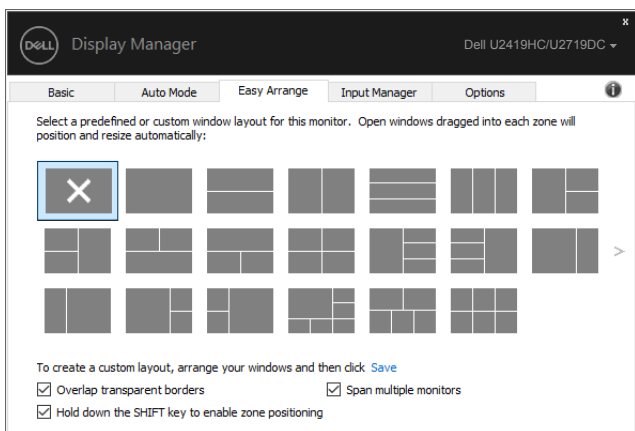 x
DELL Display Manager Dell U2419HC/U2719DC
Basic Auto Mode Easy Arrange Input Manager Options
Select a predefined or custom window layout for this monitor. Open windows dragged into each zone will
position and resize automatically:
>
To create a custom layout, arrange your windows and then click Save
Overlap transparent borders Span multiple monitors
Hold down the SHIFT key to enable zone positioning